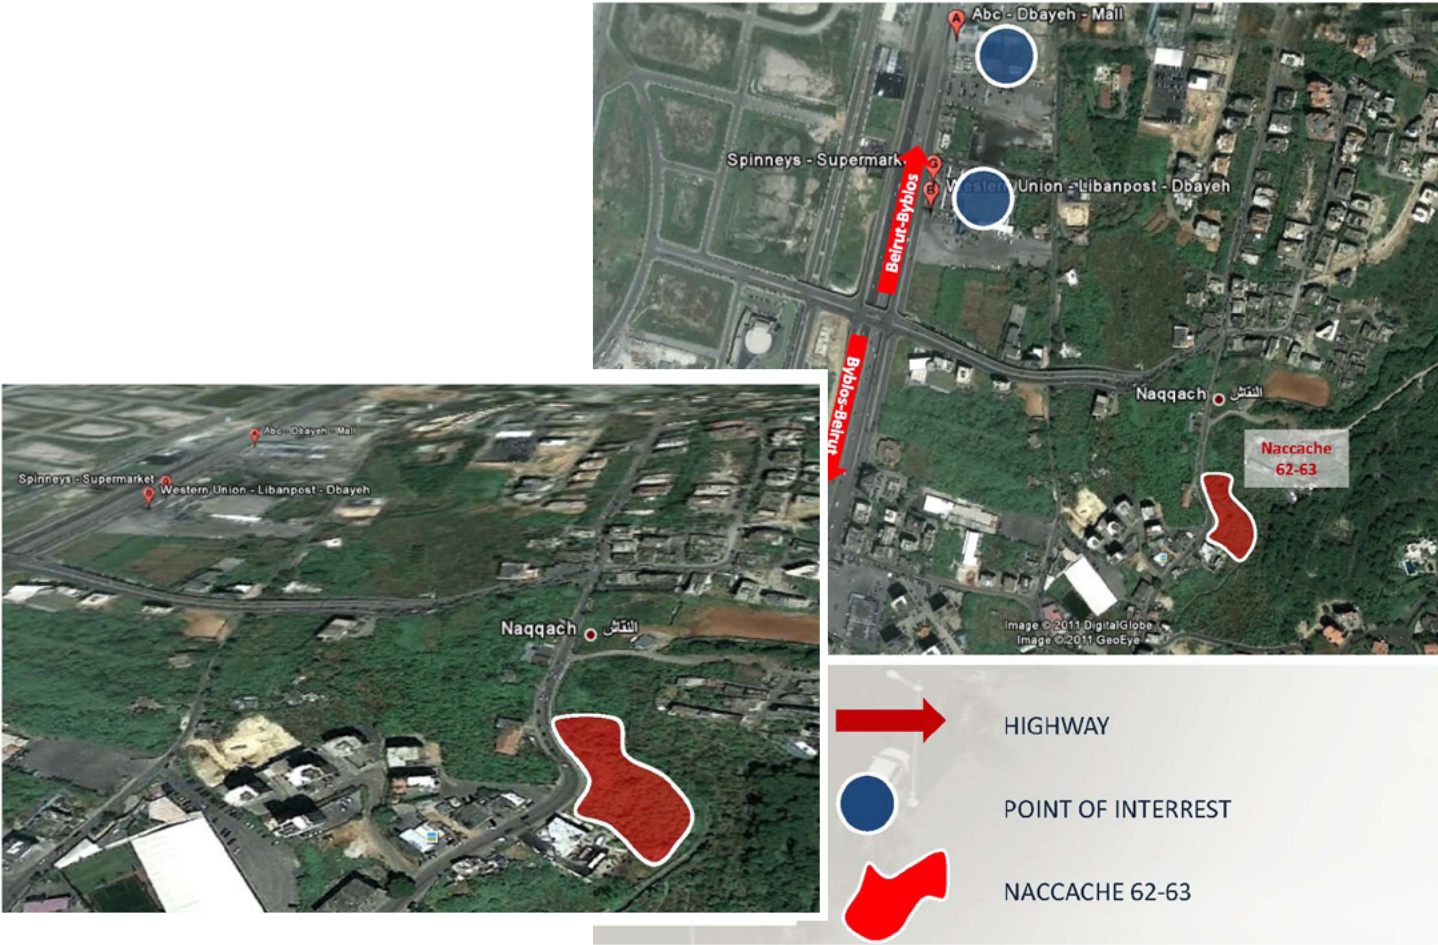 Abc - Dbayeh - Mall
Spinneys - Supermark
Western Union - Libanpost - Dbayeh
Beirut-Byblos
Byblos-Beirut
Naqqach النقاش
Naccache
62-63
Image © 2011 DigitalGlobe
Image © 2011 GeoEye
Abc - Dbayeh - Mall
Spinneys - Supermarket
Western Union - Libanpost - Dbayeh
Naqqach النقاش
HIGHWAY
POINT OF INTERREST
NACCACHE 62-63